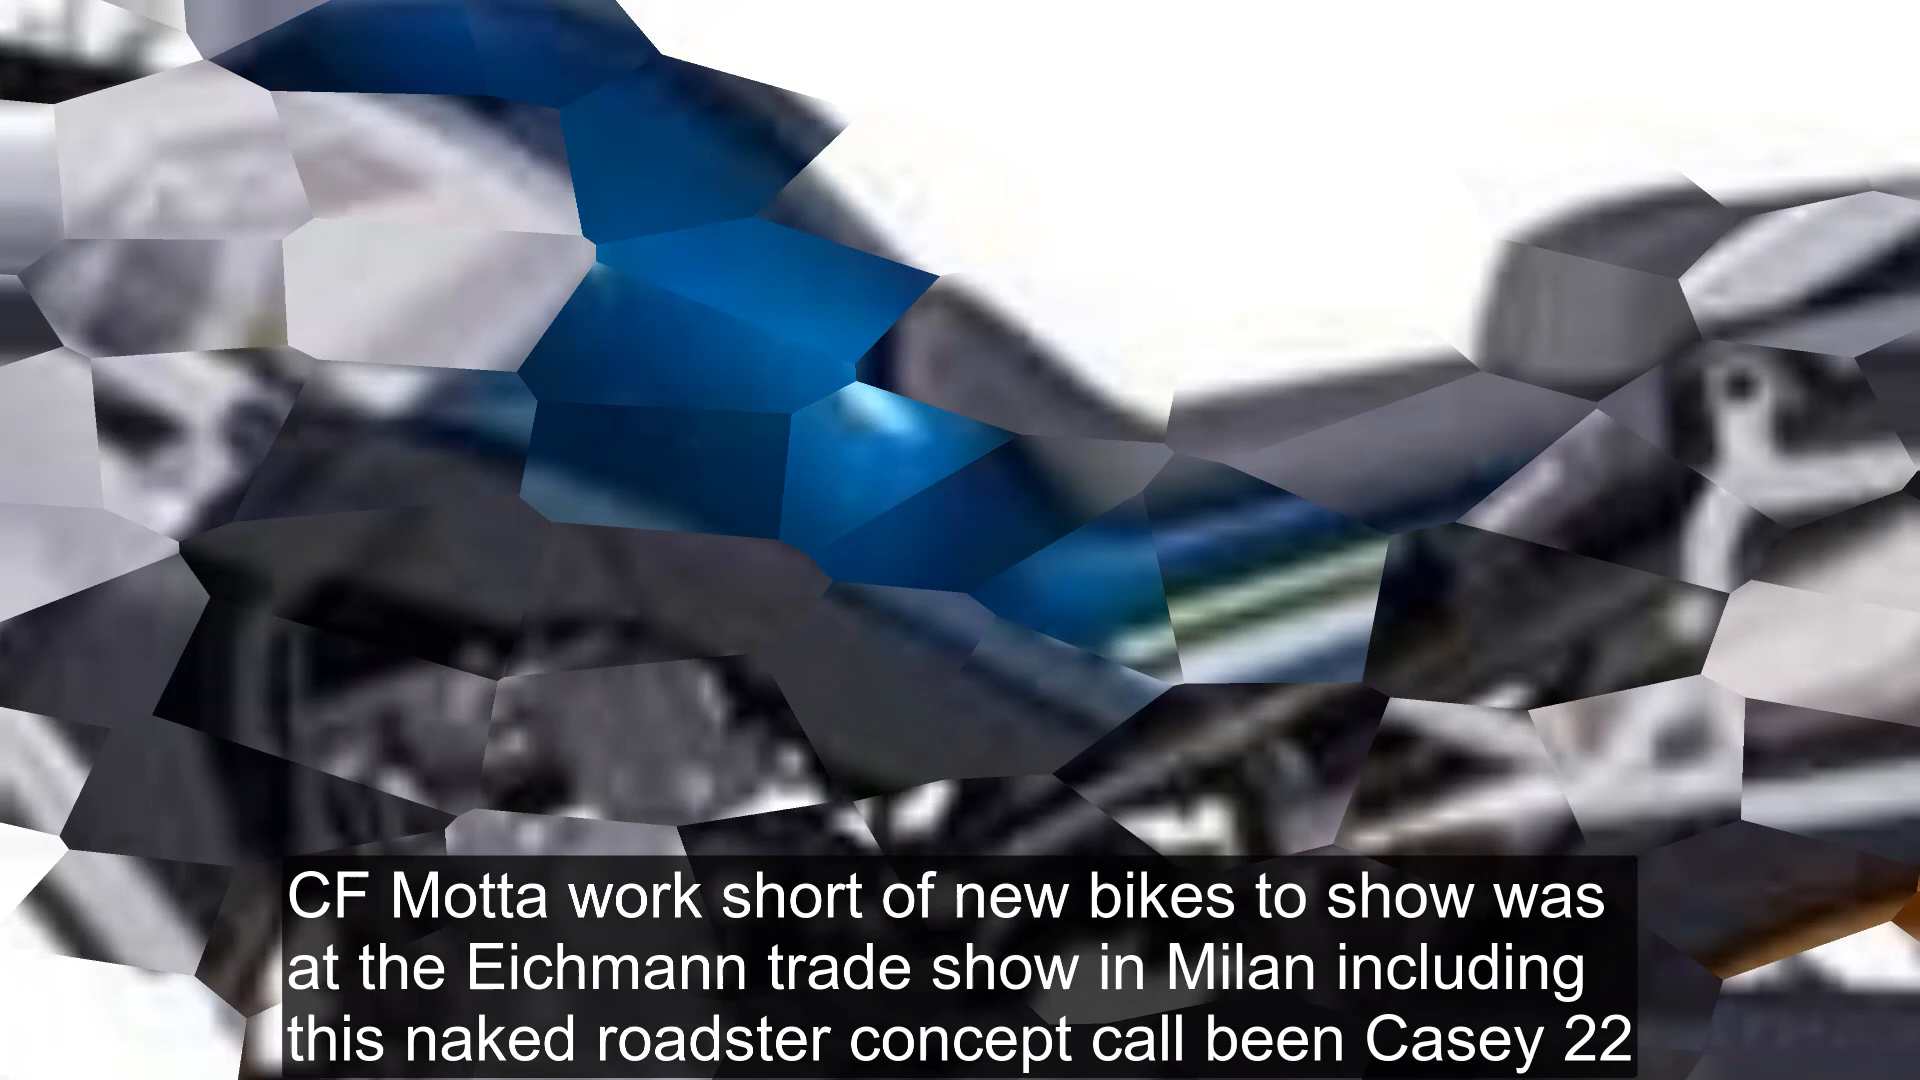 CF Motta work short of new bikes to show was
at the Eichmann trade show in Milan including
this naked roadster concept call been Casey 22